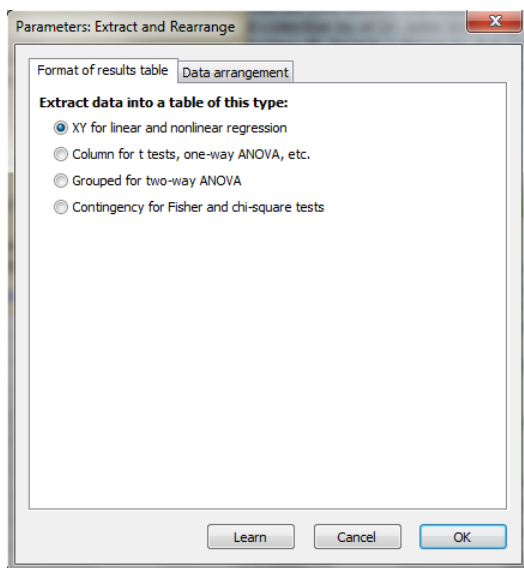 Parameters: Extract and Rearrange
Format of results table
Data arrangement
Extract data into a table of this type:
XY for linear and nonlinear regression
Column for t tests, one-way ANOVA, etc.
Grouped for two-way ANOVA
Contingency for Fisher and chi-square tests
Learn
Cancel
OK